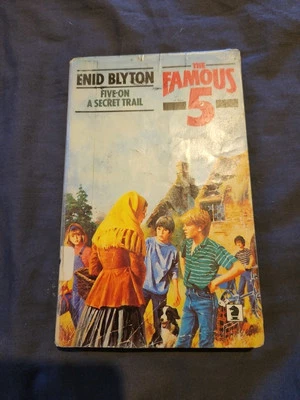 ENID BLYTON
FIVE ON
A SECRET TRAIL
THE
FAMOUS
5